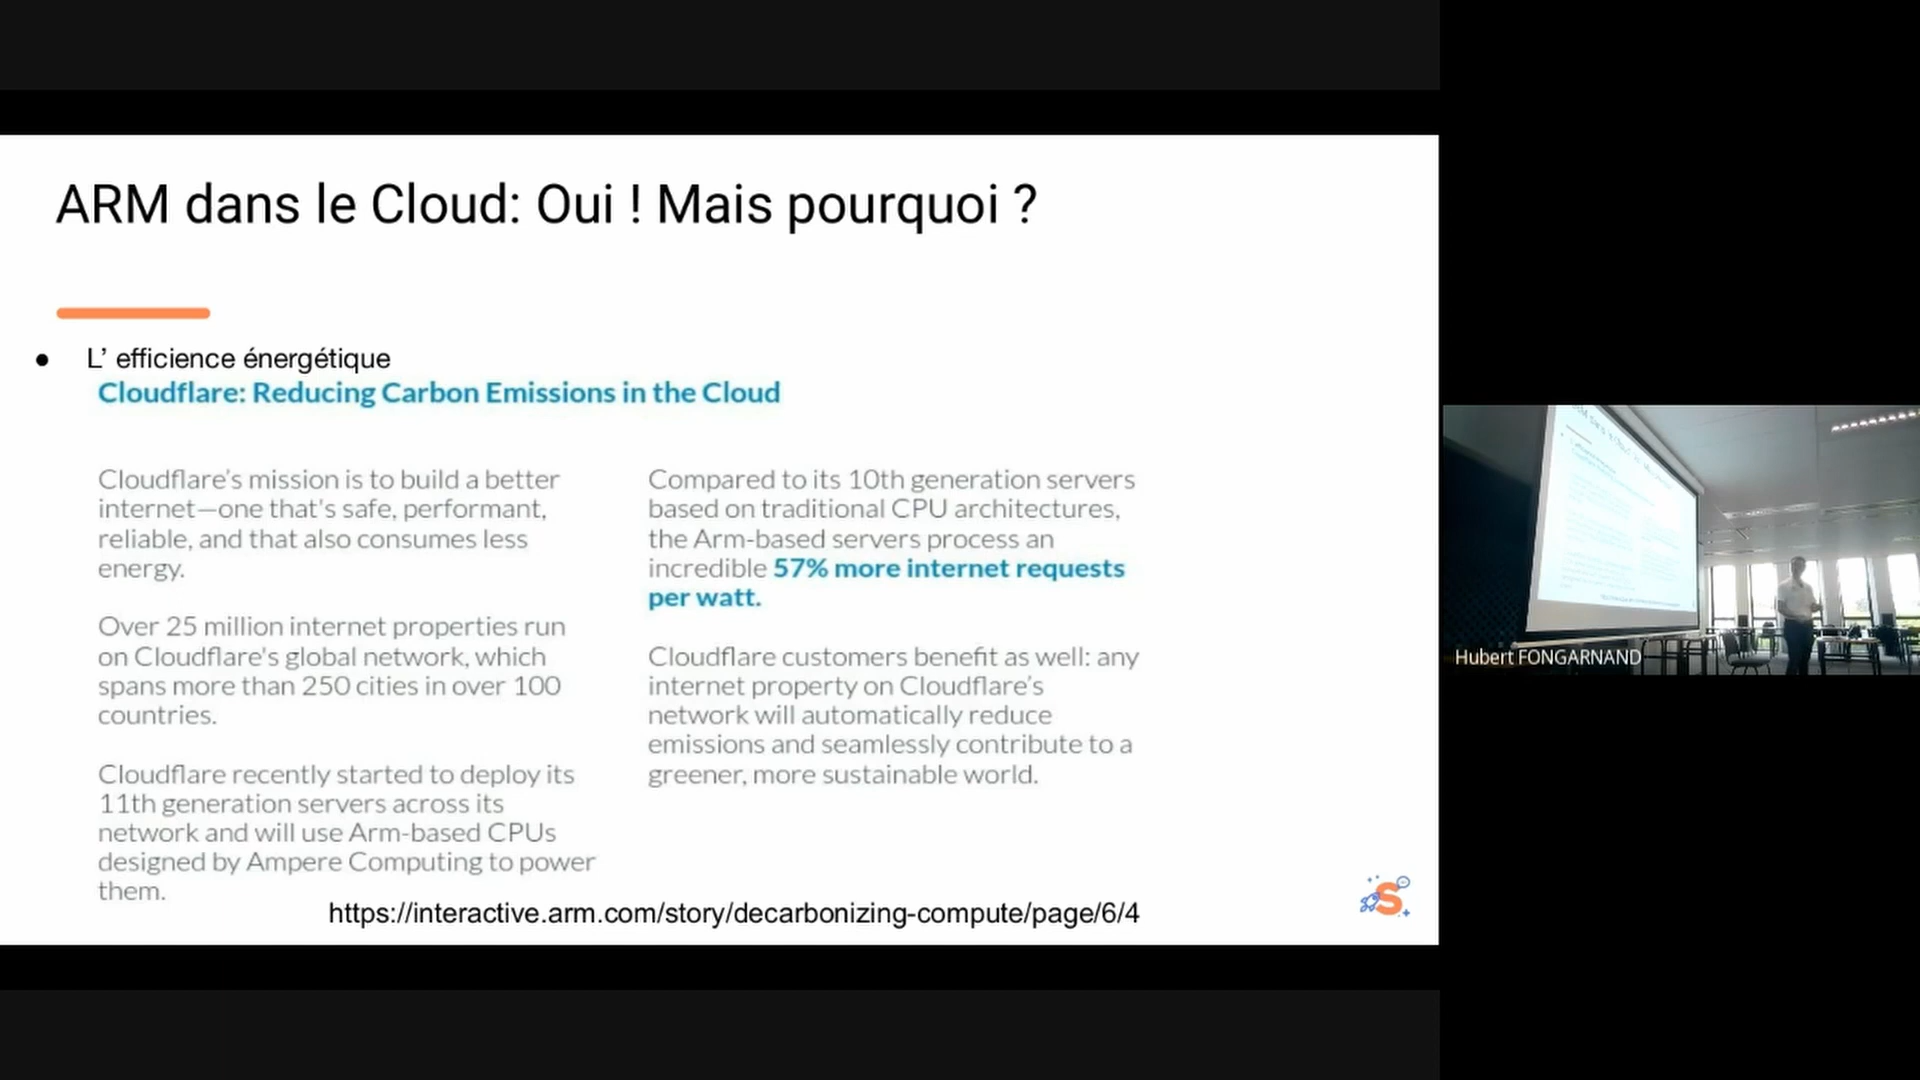 ARM dans le Cloud: Oui ! Mais pourquoi ?
● L’ efficience énergétique
Cloudflare: Reducing Carbon Emissions in the Cloud
Cloudflare's mission is to build a better
internet—one that's safe, performant,
reliable, and that also consumes less
energy.
Over 25 million internet properties run
on Cloudflare's global network, which
spans more than 250 cities in over 100
countries.
Cloudflare recently started to deploy its
11th generation servers across its
network and will use Arm-based CPUs
designed by Ampere Computing to power
them.
Compared to its 10th generation servers
based on traditional CPU architectures,
the Arm-based servers process an
incredible 57% more internet requests
per watt.
Cloudflare customers benefit as well: any
internet property on Cloudflare's
network will automatically reduce
emissions and seamlessly contribute to a
greener, more sustainable world.
https://interactive.arm.com/story/decarbonizing-compute/page/6/4
S
Hubert FONGARNAND